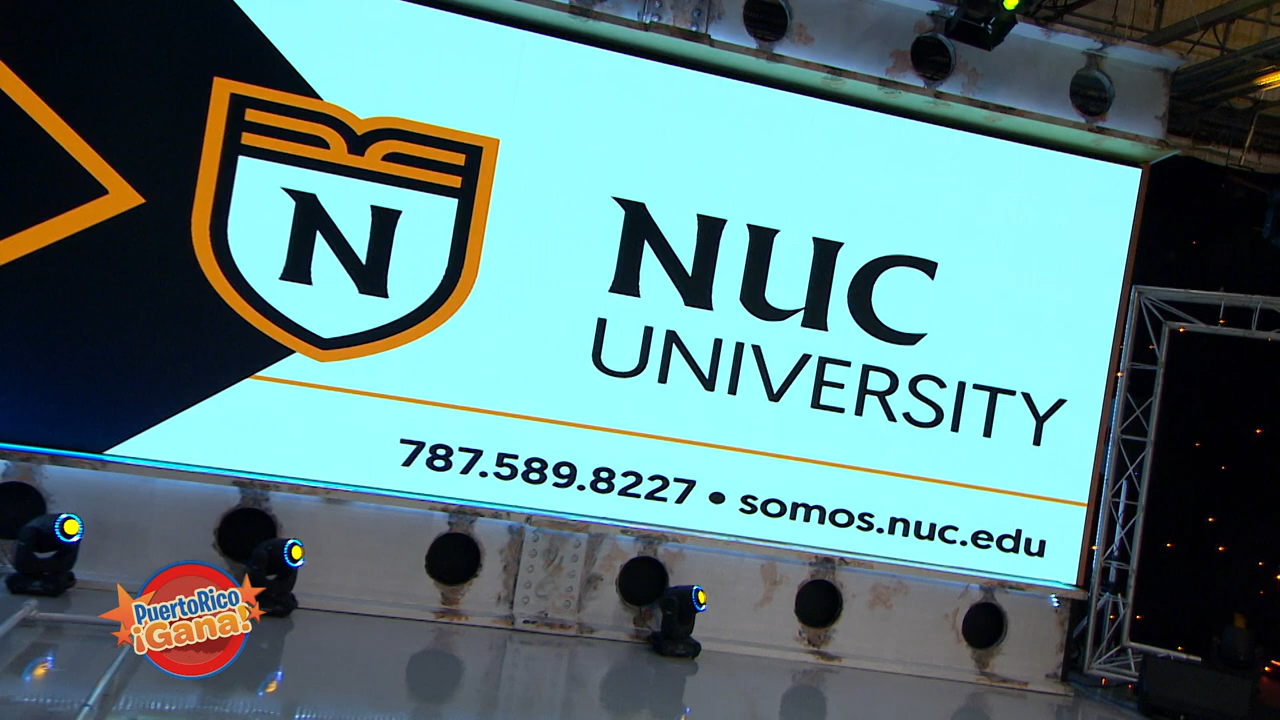 N
NUC
UNIVERSITY
787.589.8227 • somos.nuc.edu
PuertoRico
¡Gana!